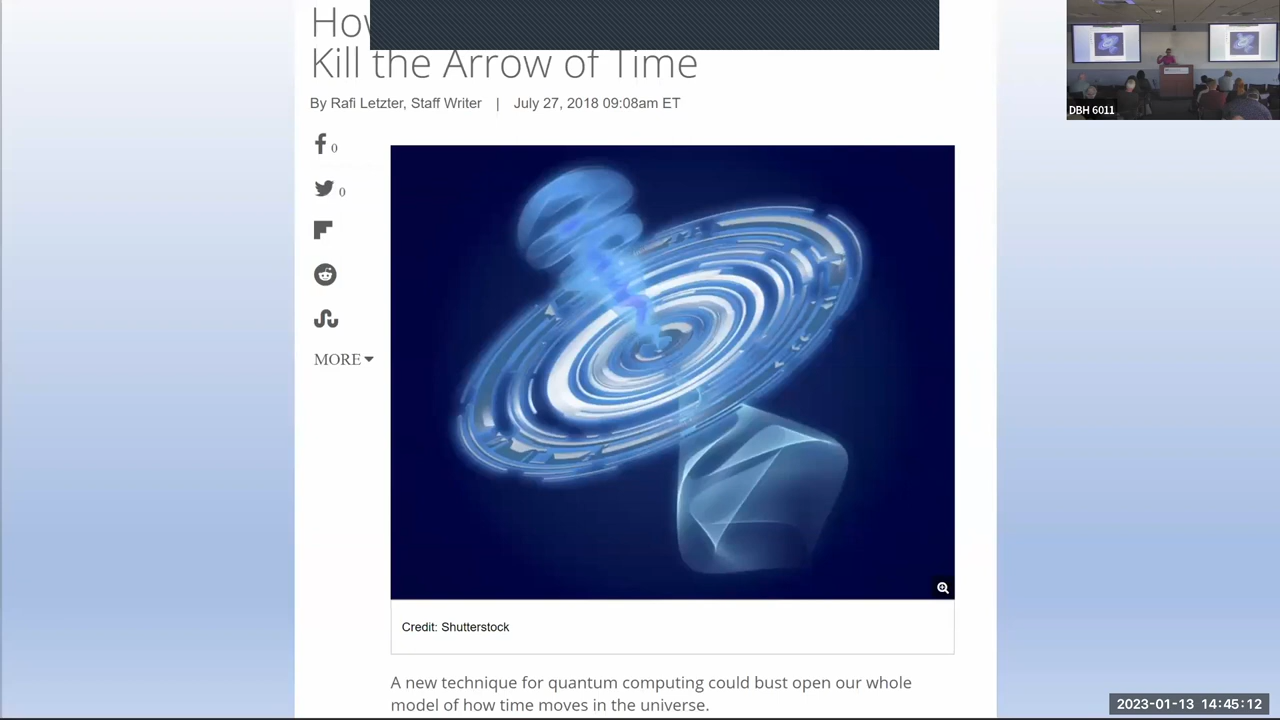 How
Kill the Arrow of Time
By Rafi Letzter, Staff Writer | July 27, 2018 09:08am ET
0
0
MORE
DBH 6011
Credit: Shutterstock
A new technique for quantum computing could bust open our whole
model of how time moves in the universe.
2023-01-13 14:45:12